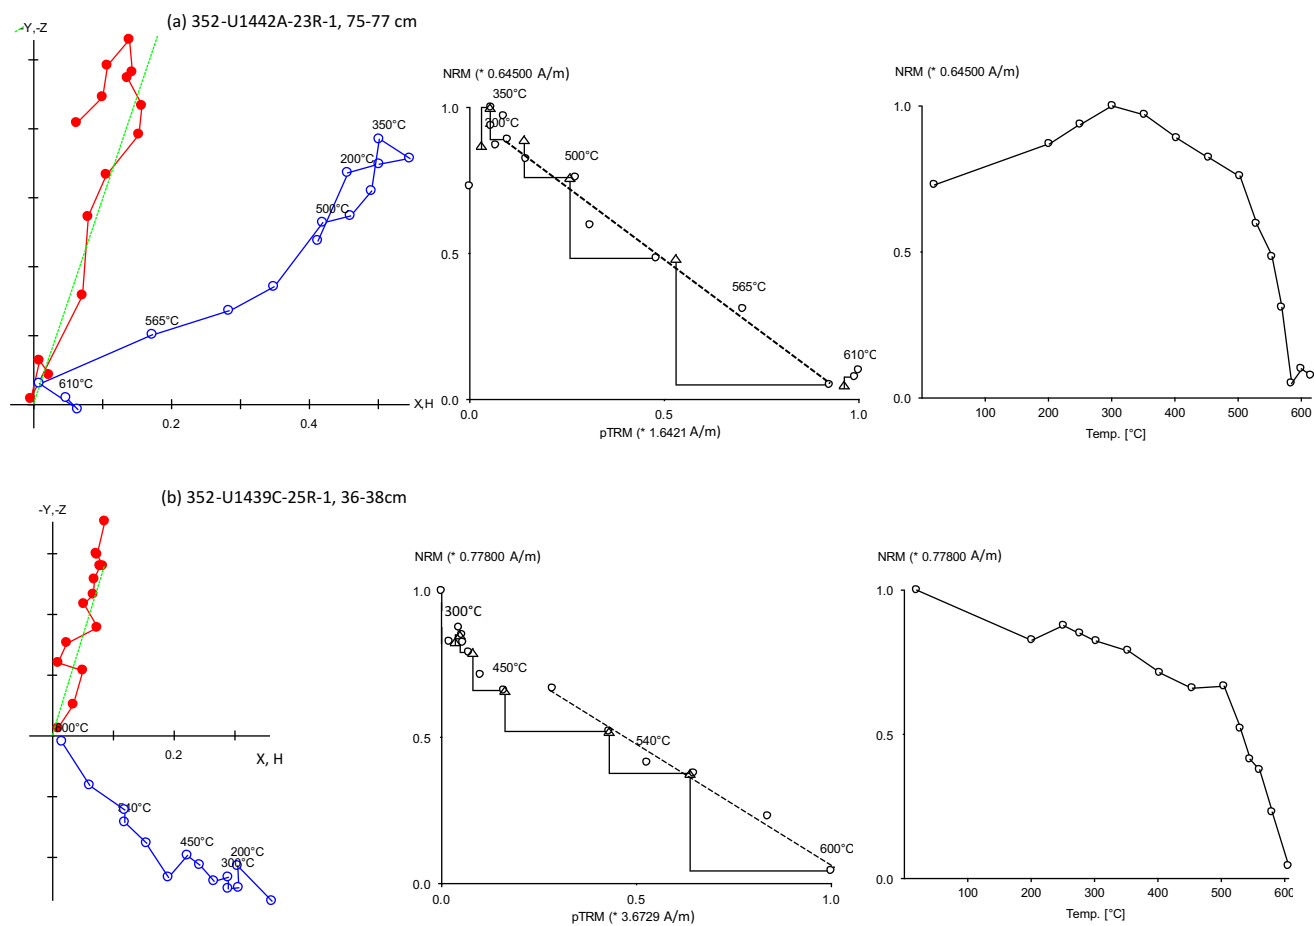 (a) 352-U1442A-23R-1, 75-77 cm
-Y,-Z
350°C
200°C
500°C
565°C
610°C
X,H
0.2
0.4
NRM (* 0.64500 A/m)
350°C
200°C
1.0
500°C
0.5
565°C
610°C
0.0
0.0
0.5
1.0
pTRM (* 1.6421 A/m)
NRM (* 0.64500 A/m)
1.0
0.5
0.0
100
200
300
400
500
600
Temp. [°C]
(b) 352-U1439C-25R-1, 36-38cm
-Y,-Z
600°C
0.2
X, H
540°C
450°C
200°C
300°C
NRM (* 0.77800 A/m)
1.0
300°C
450°C
0.5
540°C
600°C
0.0
0.0
0.5
1.0
pTRM (* 3.6729 A/m)
NRM (* 0.77800 A/m)
1.0
0.5
0.0
100
200
300
400
500
600
Temp. [°C]